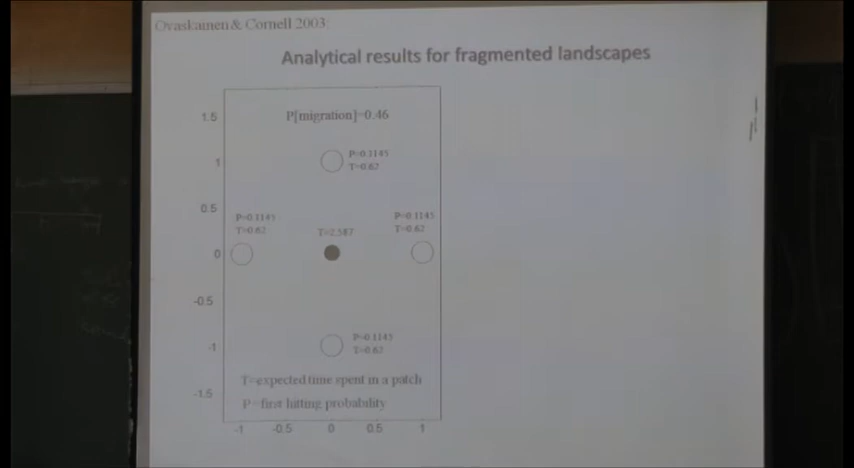 Ovaskainen & Cornell 2003
Analytical results for fragmented landscapes
1.5
P[migration]=0.46
1
P=0.1145
T=0.62
0.5
P=0.1145
T=0.62
T=2.587
P=0.1145
T=0.62
0
-0.5
-1
P=0.1145
T=0.62
T=expected time spent in a patch
-1.5
P=first hitting probability
-1 -0.5 0 0.5 1